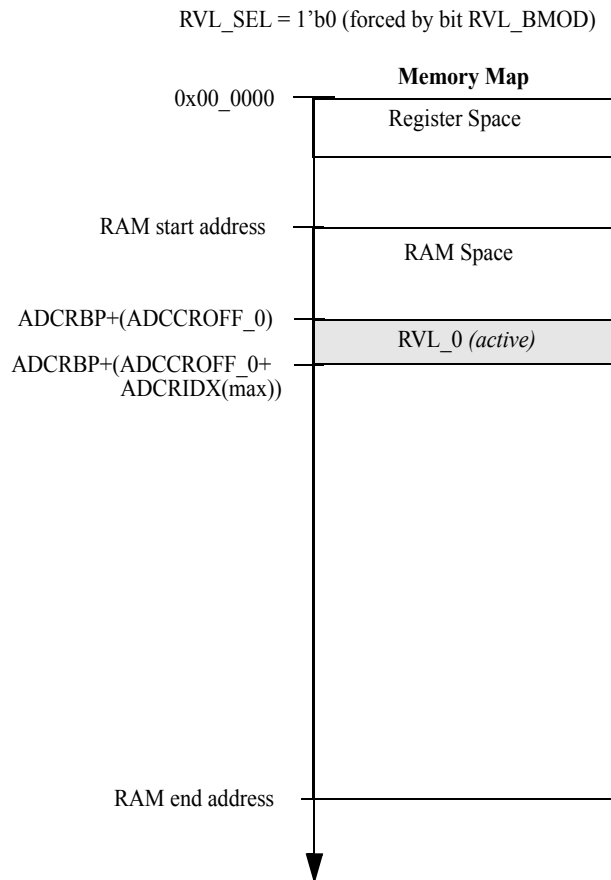 RVL_SEL = 1’b0 (forced by bit RVL_BMOD)
Memory Map
0x00_0000
Register Space
RAM start address
RAM Space
ADCRBP+(ADCCROFF_0)
RVL_0 (active)
ADCRBP+(ADCCROFF_0+
ADCRIDX(max))
RAM end address